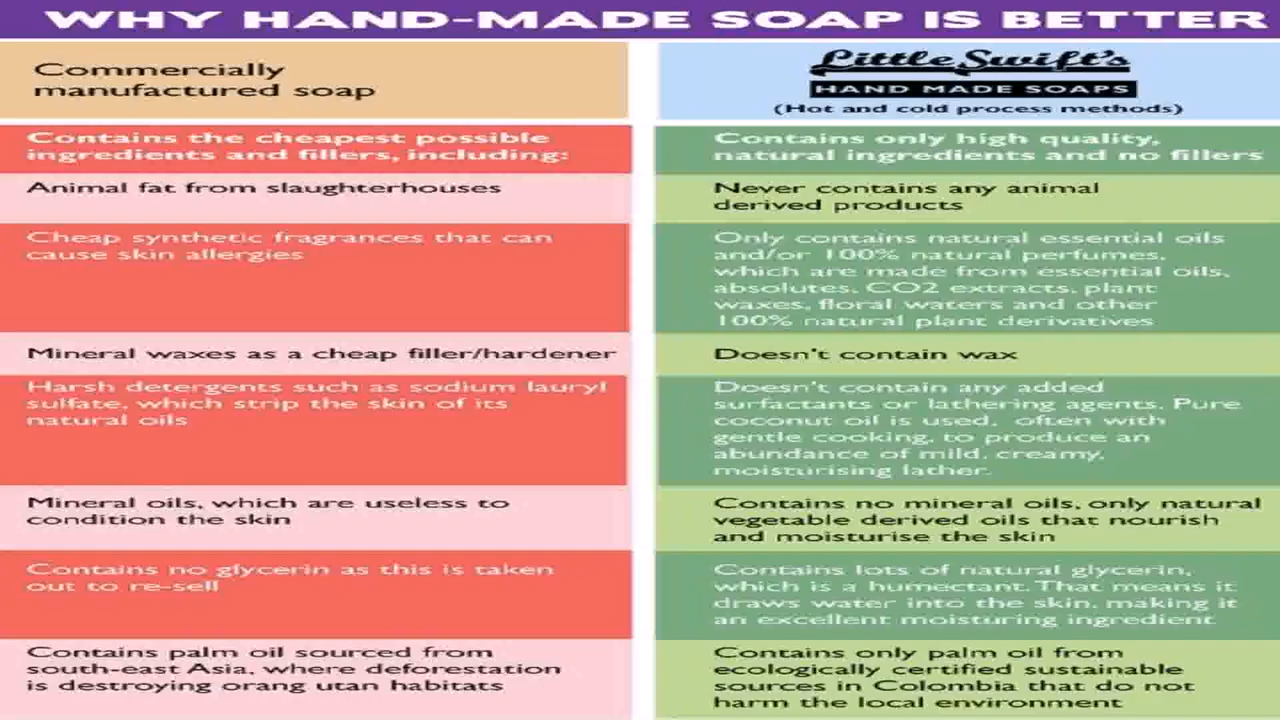 WHY HAND-MADE SOAP IS BETTER
Commercially
manufactured soap
Little Swift's
HAND MADE SOAPS
(Hot and cold process methods)
Contains the cheapest possible
ingredients and fillers, including:
Contains only high quality,
natural ingredients and no fillers
Animal fat from slaughterhouses
Never contains any animal
derived products
Cheap synthetic fragrances that can
cause skin allergies
Only contains natural essential oils
and/or 100% natural perfumes,
which are made from essential oils,
absolutes, CO2 extracts, plant
waxes, floral waters and other
100% natural plant derivatives
Mineral waxes as a cheap filler/hardener
Doesn't contain wax
Harsh detergents such as sodium lauryl
sulfate, which strip the skin of its
natural oils
Doesn't contain any added
surfactants or lathering agents. Pure
coconut oil is used, often with
gentle cooking, to produce an
abundance of mild, creamy,
moisturising lather.
Mineral oils, which are useless to
condition the skin
Contains no mineral oils, only natural
vegetable derived oils that nourish
and moisturise the skin
Contains no glycerin as this is taken
out to re-sell
Contains lots of natural glycerin,
which is a humectant. That means it
draws water into the skin, making it
an excellent moisturing ingredient
Contains palm oil sourced from
south-east Asia, where deforestation
is destroying orang utan habitats
Contains only palm oil from
ecologically certified sustainable
sources in Colombia that do not
harm the local environment